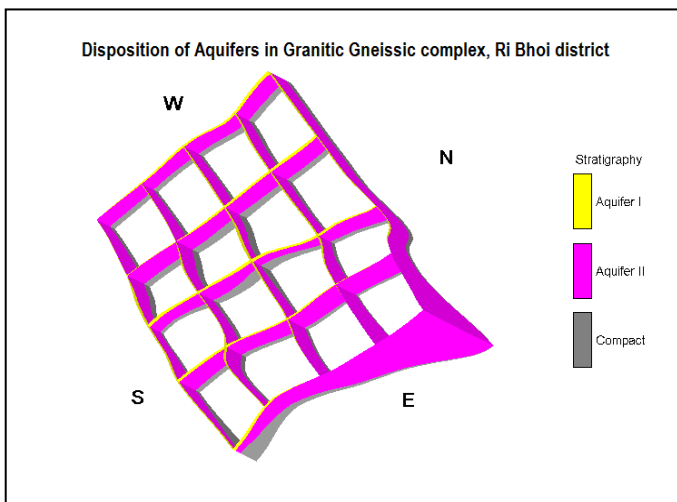 Disposition of Aquifers in Granitic Gneissic complex, Ri Bhoi district
W
N
Stratigraphy
Aquifer I
Aquifer II
Compact
S
E